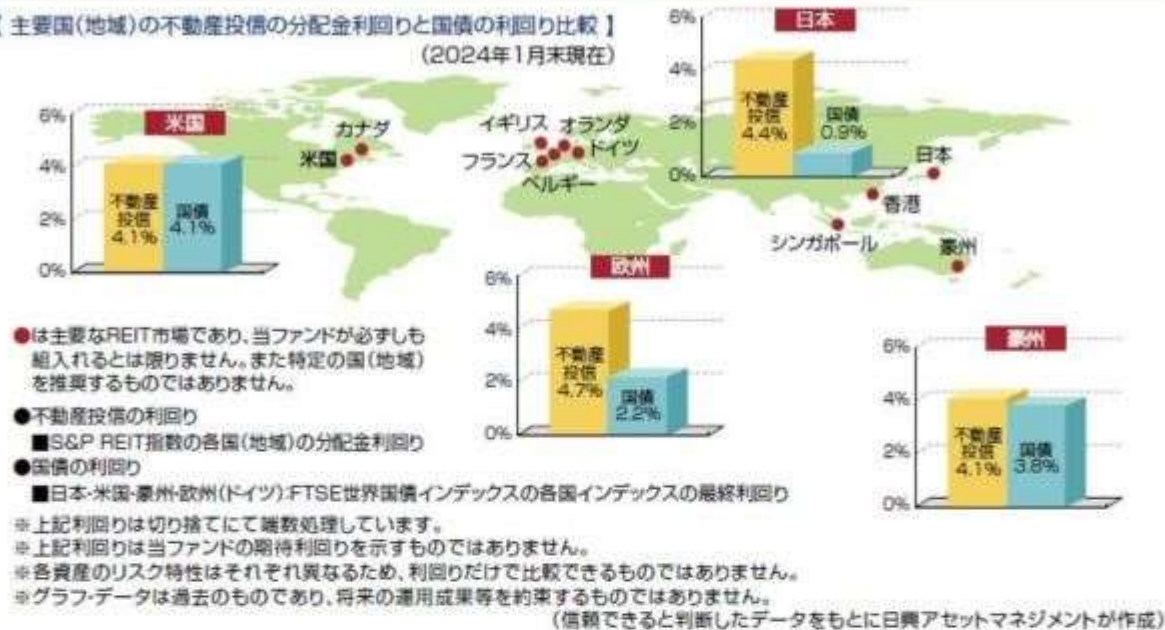 【 主要国(地域)の不動産投信の分配金利回りと国債の利回り比較 】
(2024年1月末現在)
米国
6%
4%
2%
0%
不動産
投信
4.1%
国債
4.1%
カナダ
米国
イギリス
オランダ
フランス
ドイツ
ベルギー
日本
6%
4%
2%
0%
不動産
投信
4.4%
国債
0.9%
日本
香港
シンガポール
豪州
欧州
6%
4%
2%
0%
不動産
投信
4.7%
国債
2.2%
豪州
6%
4%
2%
0%
不動産
投信
4.1%
国債
3.8%
●は主要なREIT市場であり、当ファンドが必ずしも
組入れるとは限りません。また特定の国(地域)
を推奨するものではありません。
●不動産投信の利回り
■S&P REIT指数の各国(地域)の分配金利回り
●国債の利回り
■日本・米国・豪州・欧州(ドイツ):FTSE世界国債インデックスの各国インデックスの最終利回り
※上記利回りは切り捨てにて端数処理しています。
※上記利回りは当ファンドの期待利回りを示すものではありません。
※各資産のリスク特性はそれぞれ異なるため、利回りだけで比較できるものではありません。
※グラフ・データは過去のものであり、将来の運用成果等を約束するものではありません。
(信頼できると判断したデータをもとに日興アセットマネジメントが作成)